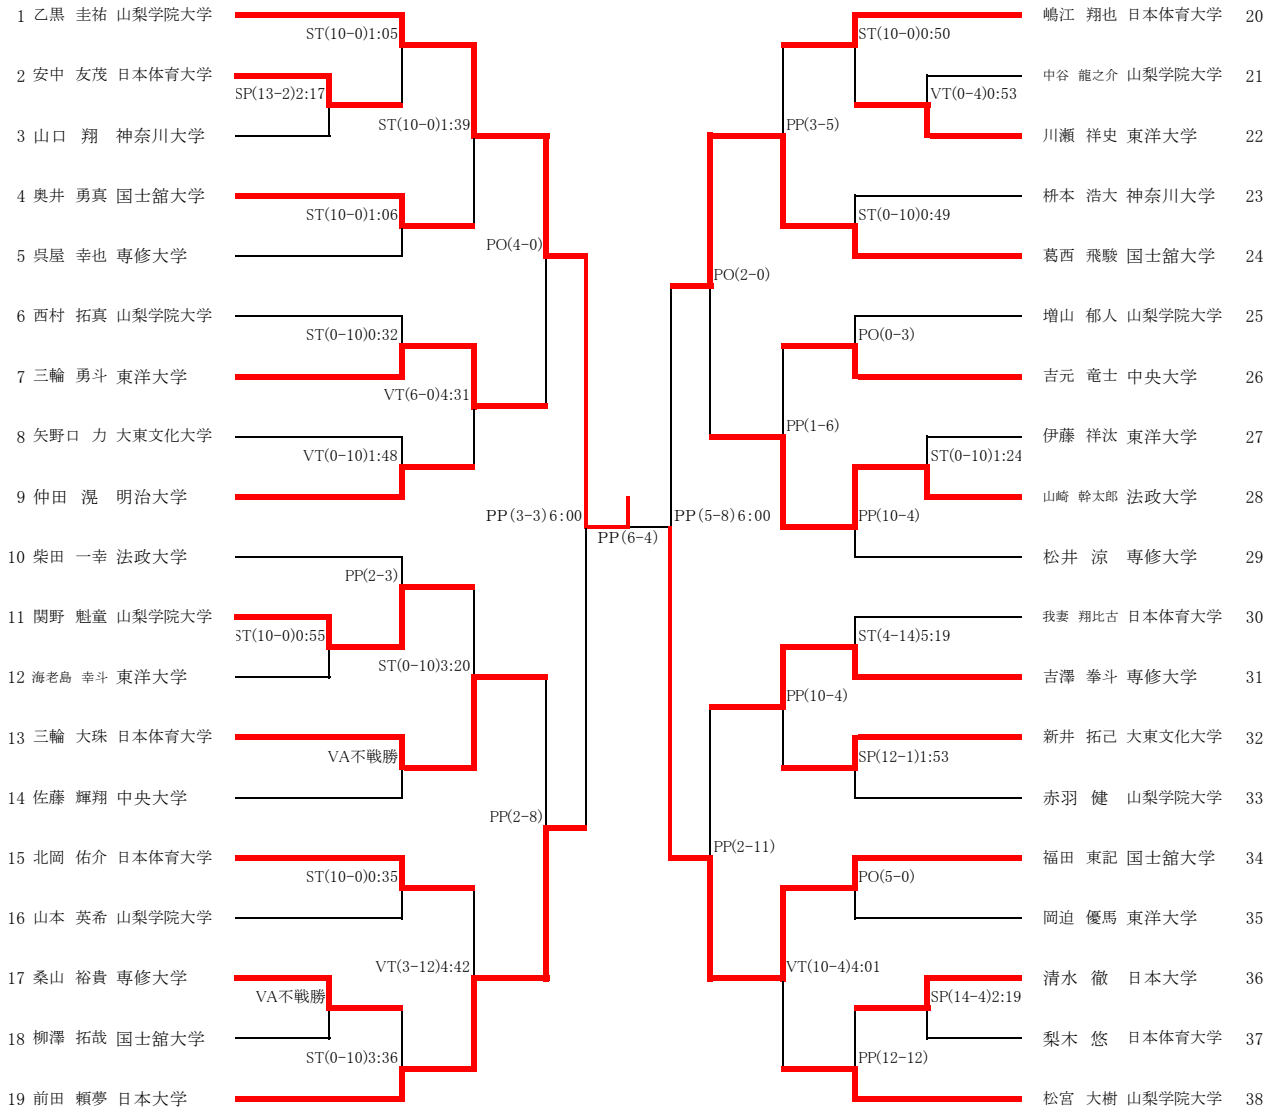 1 乙黒 圭祐 山梨学院大学
ST(10-0)1:05
2 安中 友茂 日本体育大学
SP(13-2)2:17
3 山口 翔 神奈川大学
ST(10-0)1:39
4 奥井 勇真 国士舘大学
ST(10-0)1:06
5 呉屋 幸也 専修大学
PO(4-0)
6 西村 拓真 山梨学院大学
ST(0-10)0:32
7 三輪 勇斗 東洋大学
VT(6-0)4:31
8 矢野口 力 大東文化大学
VT(0-10)1:48
9 仲田 滉 明治大学
PP(3-3)6:00
10 柴田 一幸 法政大学
PP(2-3)
11 関野 魁童 山梨学院大学
ST(10-0)0:55
12 海老島 幸斗 東洋大学
ST(0-10)3:20
13 三輪 大珠 日本体育大学
VA不戦勝
14 佐藤 輝翔 中央大学
PP(2-8)
15 北岡 佑介 日本体育大学
ST(10-0)0:35
16 山本 英希 山梨学院大学
VT(3-12)4:42
17 桑山 裕貴 専修大学
VA不戦勝
18 柳澤 拓哉 国士舘大学
ST(0-10)3:36
19 前田 頼夢 日本大学
PP(6-4)
嶋江 翔也 日本体育大学 20
ST(10-0)0:50
中谷 龍之介 山梨学院大学 21
VT(0-4)0:53
川瀬 祥史 東洋大学 22
PP(3-5)
枡本 浩大 神奈川大学 23
ST(0-10)0:49
葛西 飛駿 国士舘大学 24
PO(2-0)
増山 郁人 山梨学院大学 25
PO(0-3)
吉元 竜士 中央大学 26
PP(1-6)
伊藤 祥汰 東洋大学 27
ST(0-10)1:24
山崎 幹太郎 法政大学 28
PP(10-4)
PP(5-8)6:00
松井 涼 専修大学 29
我妻 翔比古 日本体育大学 30
ST(4-14)5:19
吉澤 拳斗 専修大学 31
PP(10-4)
新井 拓己 大東文化大学 32
SP(12-1)1:53
赤羽 健 山梨学院大学 33
PP(2-11)
福田 東記 国士舘大学 34
PO(5-0)
岡迫 優馬 東洋大学 35
VT(10-4)4:01
清水 徹 日本大学 36
SP(14-4)2:19
梨木 悠 日本体育大学 37
PP(12-12)
松宮 大樹 山梨学院大学 38